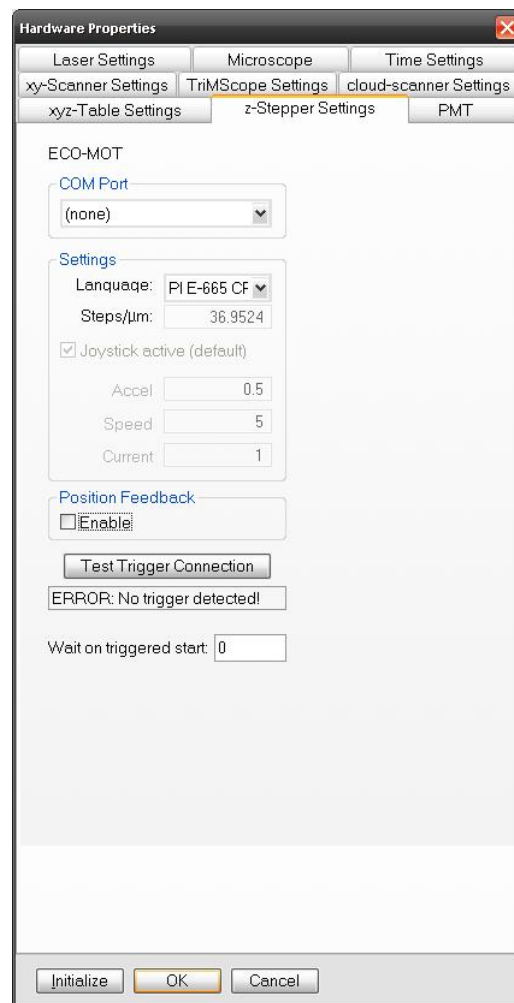 Hardware Properties
Laser Settings Microscope Time Settings
xy-Scanner Settings TriMScope Settings cloud-scanner Settings
xyz-Table Settings z-Stepper Settings PMT
ECO-MOT
COM Port
(none)
Settings
Language: PI E-665 CF
Steps/µm: 36.9524
Joystick active (default)
Accel 0.5
Speed 5
Current 1
Position Feedback
Enable
Test Trigger Connection
ERROR: No trigger detected!
Wait on triggered start: 0
Initialize OK Cancel